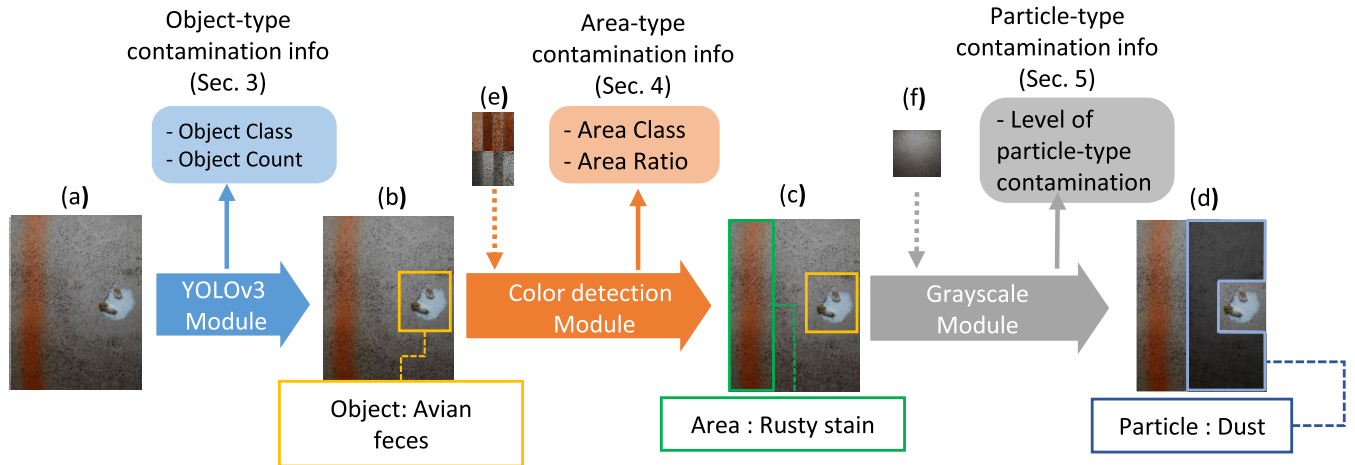 Object-type
contamination info
(Sec. 3)
- Object Class
- Object Count
(a)
YOLOv3
Module
(b)
Object: Avian
feces
Area-type
contamination info
(Sec. 4)
(e)
- Area Class
- Area Ratio
Color detection
Module
(c)
Area : Rusty stain
Particle-type
contamination info
(Sec. 5)
(f)
- Level of
particle-type
contamination
Grayscale
Module
(d)
Particle : Dust